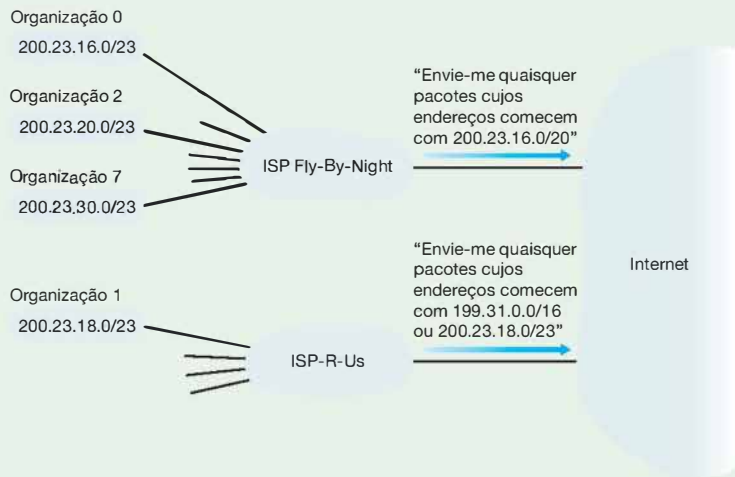 Organização 0
200.23.16.0/23
Organização 2
200.23.20.0/23
Organização 7
200.23.30.0/23
ISP Fly-By-Night
“Envie-me quaisquer
pacotes cujos
endereços comecem
com 200.23.16.0/20”
Organização 1
200.23.18.0/23
ISP-R-Us
“Envie-me quaisquer
pacotes cujos
endereços comecem
com 199.31.0.0/16
ou 200.23.18.0/23”
Internet